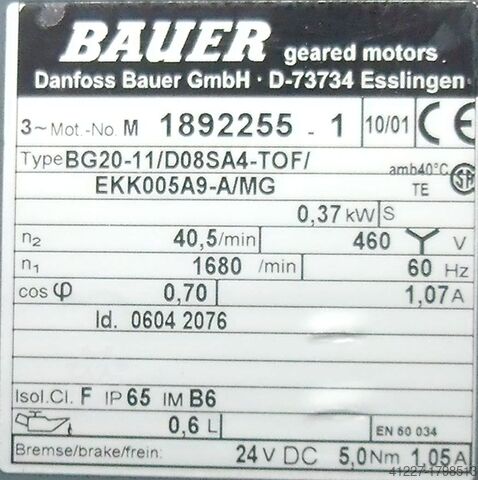 BAUER geared motors
Danfoss Bauer GmbH · D-73734 Esslingen
3~ Mot.-No. M 1892255 - 1 10/01 CE
Type BG20-11/D08SA4-TOF/ amb40°C SA
EKK005A9-A/MG TE
0,37 kW S
n2 40,5/min 460 Y V
n1 1680 /min 60 Hz
cos φ 0,70 1,07 A
Id. 0604 2076
Isol.Cl. F IP 65 IM B6
0,6 L EN 60 034
Bremse/brake/frein: 24 V DC 5,0 Nm 1,05 A
41227-1798513